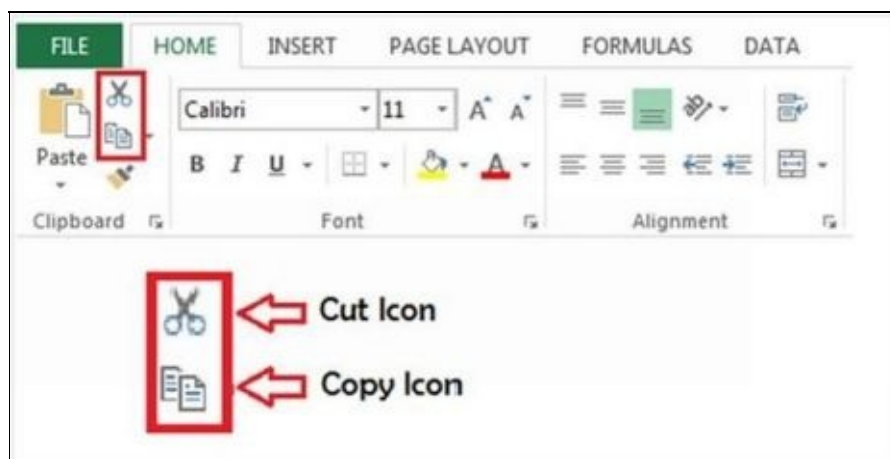 FILE HOME INSERT PAGE LAYOUT FORMULAS DATA
Calibri 11 A A
Paste B I U A
Clipboard Font Alignment
Cut Icon
Copy Icon